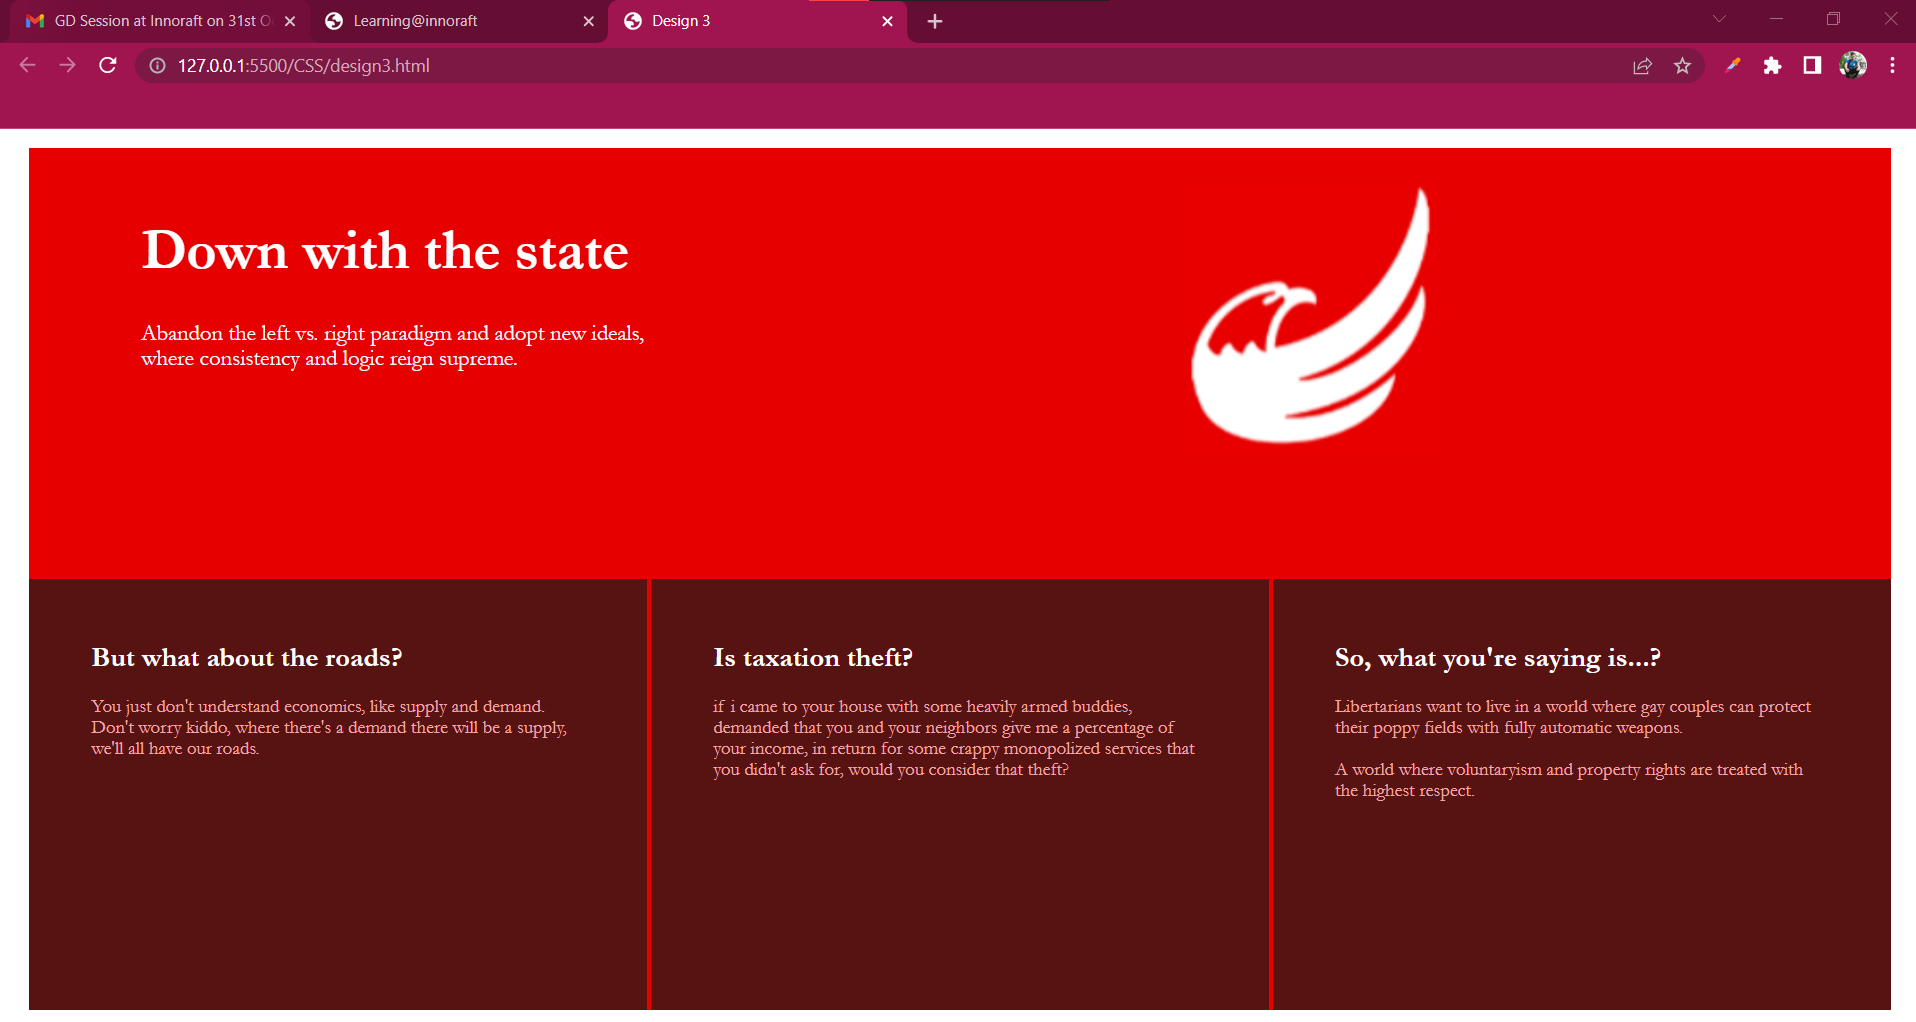 GD Session at Innoraft on 31st O
Learning@innoraft
Design 3
127.0.0.1:5500/CSS/design3.html
Down with the state
Abandon the left vs. right paradigm and adopt new ideals,
where consistency and logic reign supreme.
But what about the roads?
You just don't understand economics, like supply and demand.
Don't worry kiddo, where there's a demand there will be a supply,
we'll all have our roads.
Is taxation theft?
if i came to your house with some heavily armed buddies,
demanded that you and your neighbors give me a percentage of
your income, in return for some crappy monopolized services that
you didn't ask for, would you consider that theft?
So, what you're saying is...?
Libertarians want to live in a world where gay couples can protect
their poppy fields with fully automatic weapons.
A world where voluntaryism and property rights are treated with
the highest respect.